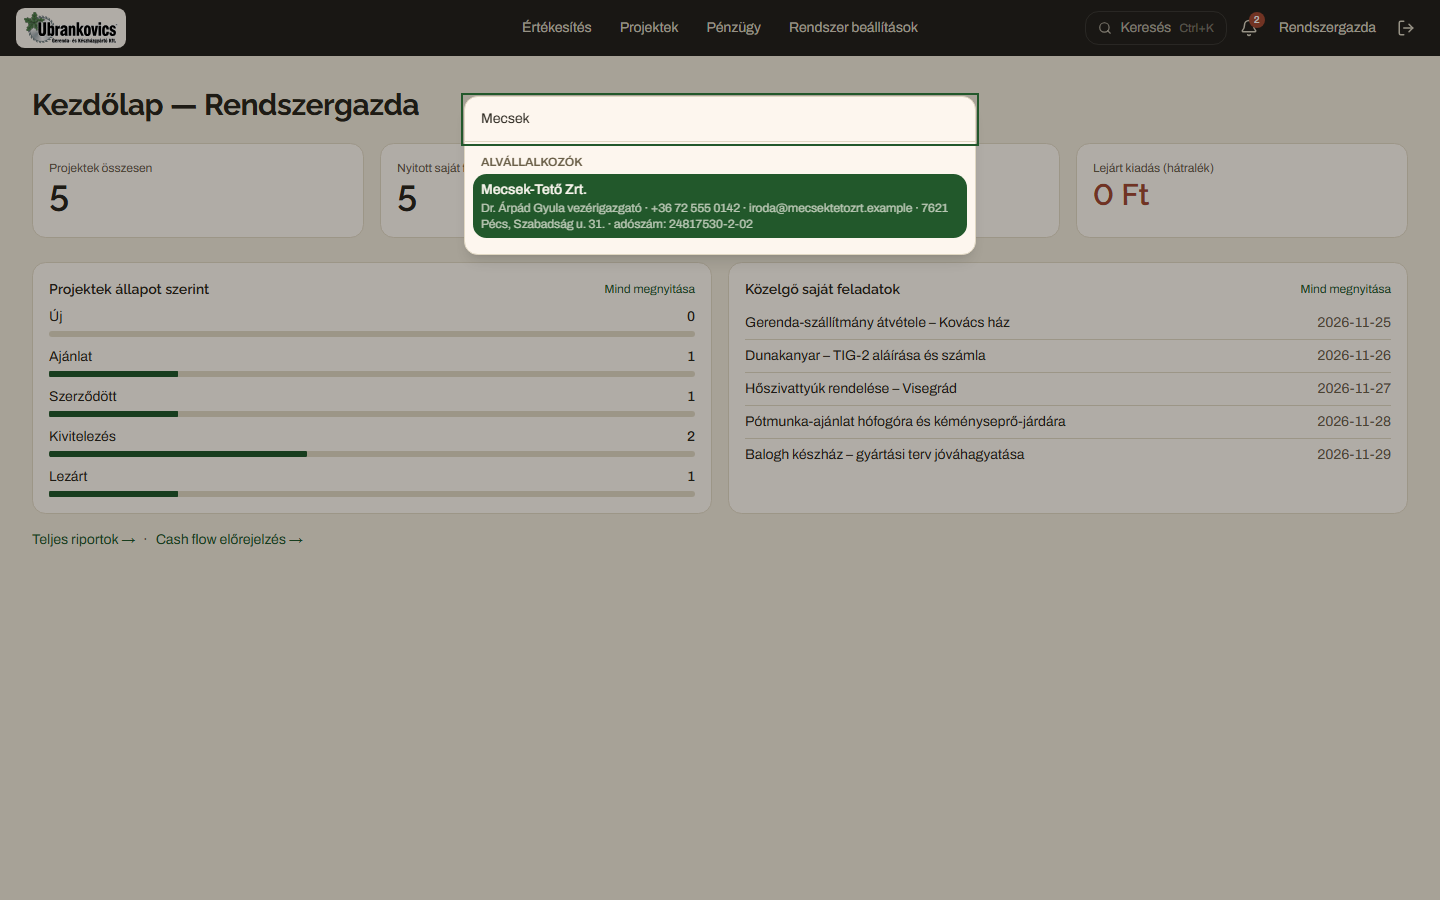 Ubrankovics
Gerenda- és Készházgyártó Kft.
Értékesítés
Projektek
Pénzügy
Rendszer beállítások
Keresés Ctrl+K
2
Rendszergazda
Kezdőlap — Rendszergazda
Mecsek
ALVÁLLALKOZÓK
Mecsek-Tető Zrt.
Dr. Árpád Gyula vezérigazgató · +36 72 555 0142 · iroda@mecsektetozrt.example · 7621
Pécs, Szabadság u. 31. · adószám: 24817530-2-02
Projektek összesen
5
Nyitott saját
5
Lejárt kiadás (hátralék)
0 Ft
Projektek állapot szerint
Mind megnyitása
Új 0
Ajánlat 1
Szerződött 1
Kivitelezés 2
Lezárt 1
Közelgő saját feladatok
Mind megnyitása
Gerenda-szállítmány átvétele – Kovács ház 2026-11-25
Dunakanyar – TIG-2 aláírása és számla 2026-11-26
Hőszivattyúk rendelése – Visegrád 2026-11-27
Pótmunka-ajánlat hófogóra és kéményseprő-járdára 2026-11-28
Balogh készház – gyártási terv jóváhagyatása 2026-11-29
Teljes riportok → · Cash flow előrejelzés →